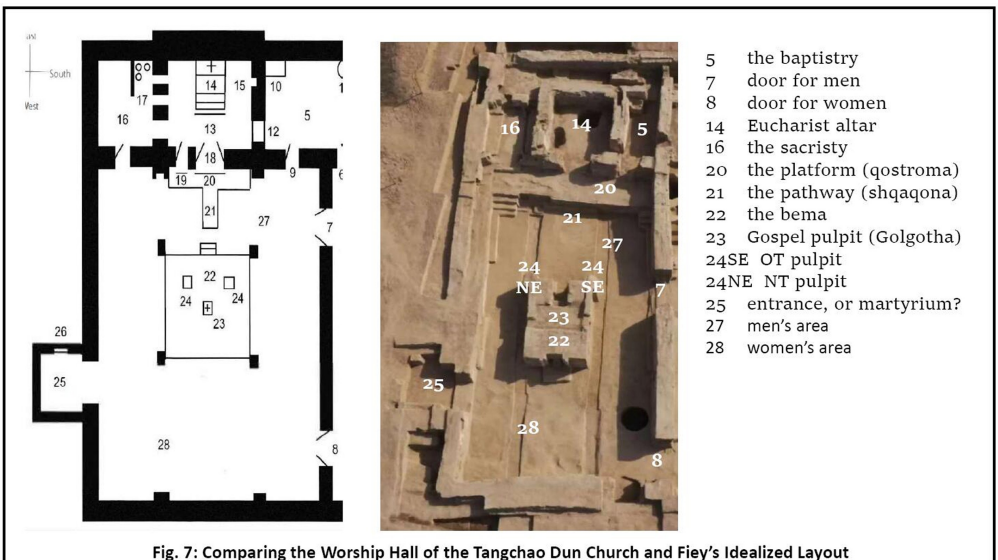 South
14
15
10
17
5
16
13
12
18
9
19
20
21
27
7
22
24
24
23
26
25
28
8
16
14
5
20
21
27
24
NE
24
SE
7
23
22
25
28
8
5 the baptistry
7 door for men
8 door for women
14 Eucharist altar
16 the sacristy
20 the platform (qostroma)
21 the pathway (shqaqona)
22 the bema
23 Gospel pulpit (Golgotha)
24SE OT pulpit
24NE NT pulpit
25 entrance, or martyrium?
27 men's area
28 women's area
Fig. 7: Comparing the Worship Hall of the Tangchao Dun Church and Fiey's Idealized Layout